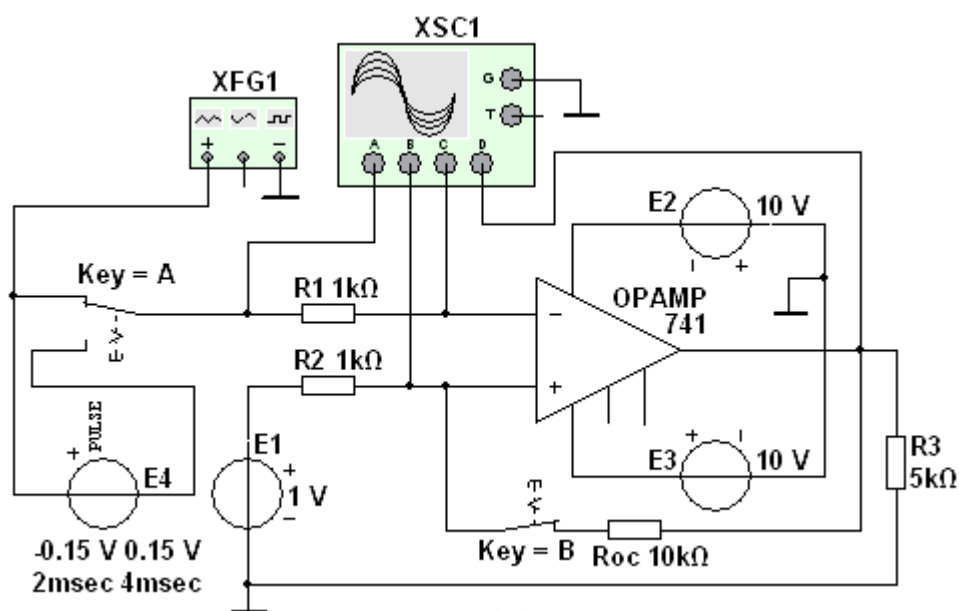 XSC1
XFG1
G
T
A B C D
+ −
E2 10 V
− +
Key = A
R1 1kΩ
OPAMP
741
−
R2 1kΩ
+
PULSE
+
E4
E1
+
1 V
−
+ −
E3 10 V
R3
5kΩ
-0.15 V 0.15 V
2msec 4msec
Key = B
Roc 10kΩ